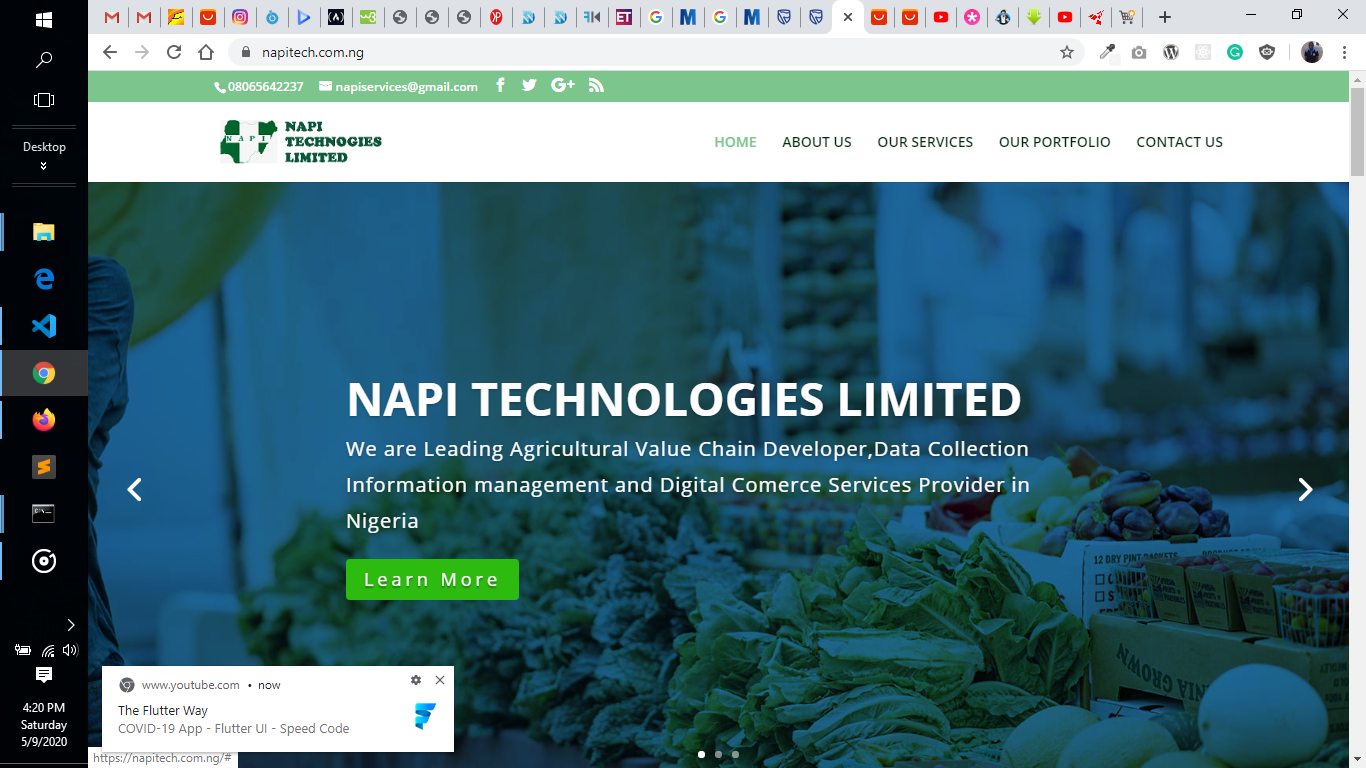 napitech.com.ng
08065642237 napiservices@gmail.com
G+
NAPI
NAPI
TECHNOGIES
LIMITED
HOME ABOUT US OUR SERVICES OUR PORTFOLIO CONTACT US
Desktop
NAPI TECHNOLOGIES LIMITED
We are Leading Agricultural Value Chain Developer,Data Collection
Information management and Digital Comerce Services Provider in
Nigeria
Learn More
12 DRY PINT BASKETS
GROWN
www.youtube.com • now
The Flutter Way
COVID-19 App - Flutter UI - Speed Code
https://napitech.com.ng/#
4:20 PM
Saturday
5/9/2020